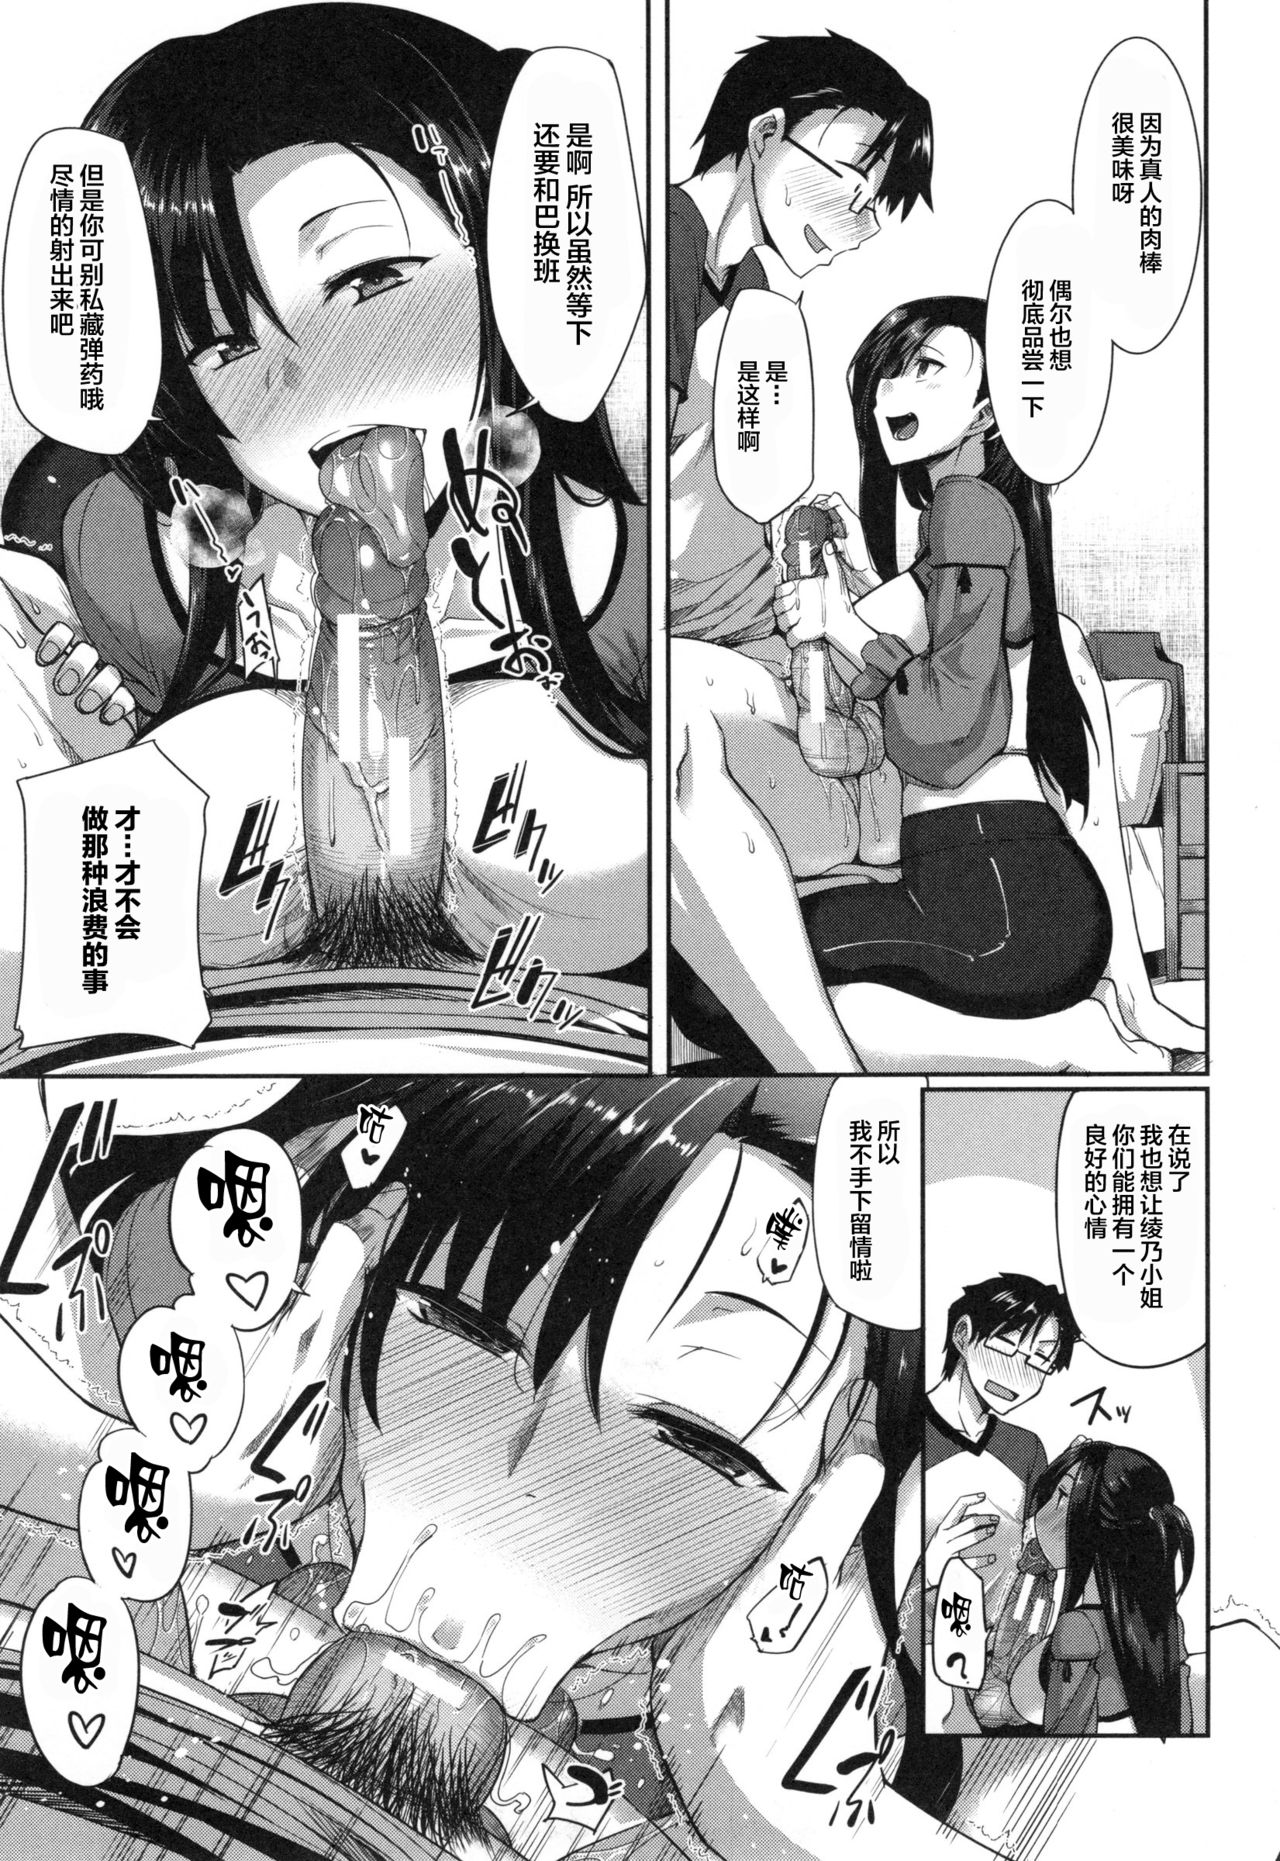 因为真人的肉棒
很美味呀
偶尔也想
彻底品尝一下
是…
是这样啊
是啊 所以虽然等下
还要和巴换班
但是你可别私藏弹药哦
尽情的射出来吧
才…才不会
做那种浪费的事
在说了
我也想让绫乃小姐
你们能拥有一个
良好的心情
所以
我不手下留情啦
スッ
嗯?
咕♥
咕
嗯♡
嗯♡
嗯♡
嗯♡